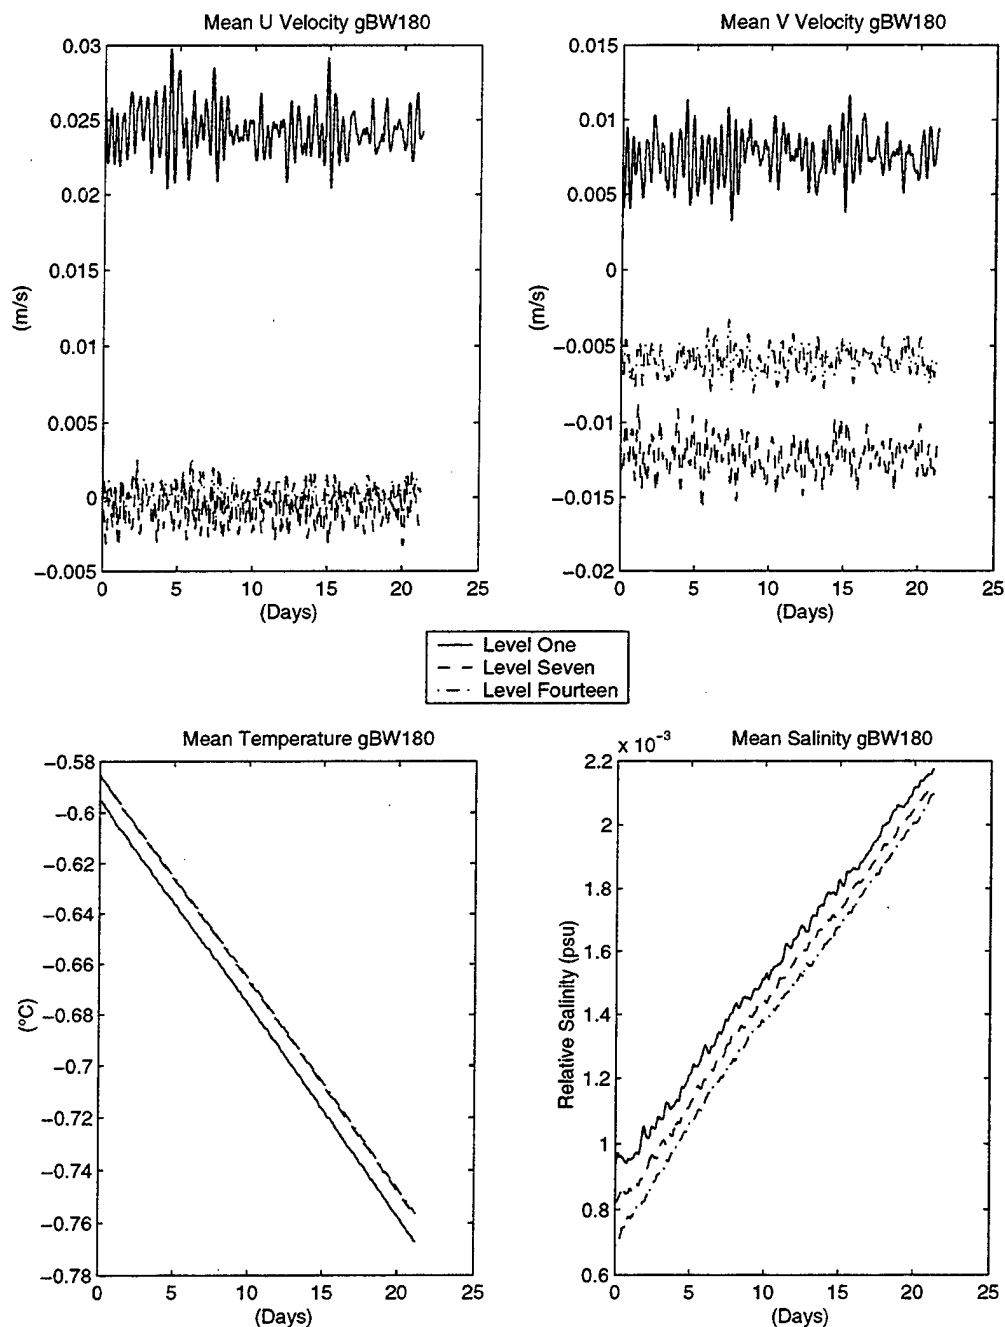 Mean U Velocity gBW180
0.03
0.025
0.02
0.015
0.01
0.005
0
−0.005
(m/s)
0 5 10 15 20 25
(Days)
Mean V Velocity gBW180
0.015
0.01
0.005
0
−0.005
−0.01
−0.015
−0.02
(m/s)
0 5 10 15 20 25
(Days)
Level One
Level Seven
Level Fourteen
Mean Temperature gBW180
−0.58
−0.6
−0.62
−0.64
−0.66
−0.68
−0.7
−0.72
−0.74
−0.76
−0.78
(°C)
0 5 10 15 20 25
(Days)
x 10⁻³
Mean Salinity gBW180
2.2
2
1.8
1.6
1.4
1.2
1
0.8
0.6
Relative Salinity (psu)
0 5 10 15 20 25
(Days)